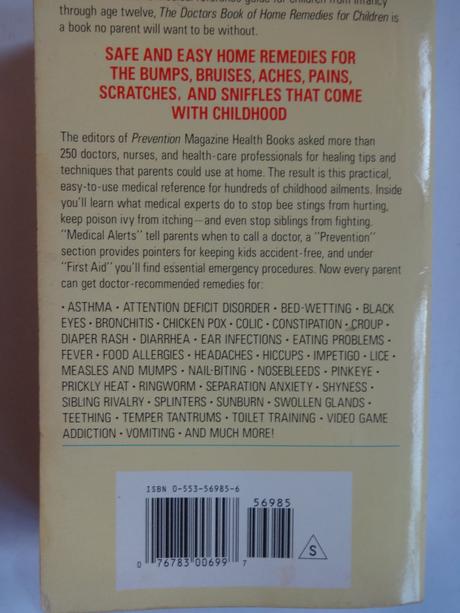 through age twelve, The Doctors Book of Home Remedies for Children is
a book no parent will want to be without.
SAFE AND EASY HOME REMEDIES FOR
THE BUMPS, BRUISES, ACHES, PAINS,
SCRATCHES, AND SNIFFLES THAT COME
WITH CHILDHOOD
The editors of Prevention Magazine Health Books asked more than
250 doctors, nurses, and health-care professionals for healing tips and
techniques that parents could use at home. The result is this practical,
easy-to-use medical reference for hundreds of childhood ailments. Inside
you'll learn what medical experts do to stop bee stings from hurting,
keep poison ivy from itching—and even stop siblings from fighting.
"Medical Alerts" tell parents when to call a doctor, a "Prevention"
section provides pointers for keeping kids accident-free, and under
"First Aid" you'll find essential emergency procedures. Now every parent
can get doctor-recommended remedies for:
• ASTHMA • ATTENTION DEFICIT DISORDER • BED-WETTING • BLACK
EYES • BRONCHITIS • CHICKEN POX • COLIC • CONSTIPATION • CROUP •
DIAPER RASH • DIARRHEA • EAR INFECTIONS • EATING PROBLEMS •
FEVER • FOOD ALLERGIES • HEADACHES • HICCUPS • IMPETIGO • LICE •
MEASLES AND MUMPS • NAIL-BITING • NOSEBLEEDS • PINKEYE •
PRICKLY HEAT • RINGWORM • SEPARATION ANXIETY • SHYNESS •
SIBLING RIVALRY • SPLINTERS • SUNBURN • SWOLLEN GLANDS •
TEETHING • TEMPER TANTRUMS • TOILET TRAINING • VIDEO GAME
ADDICTION • VOMITING • AND MUCH MORE!
ISBN 0-553-56985-6
56985
0 76783 00699 7
S